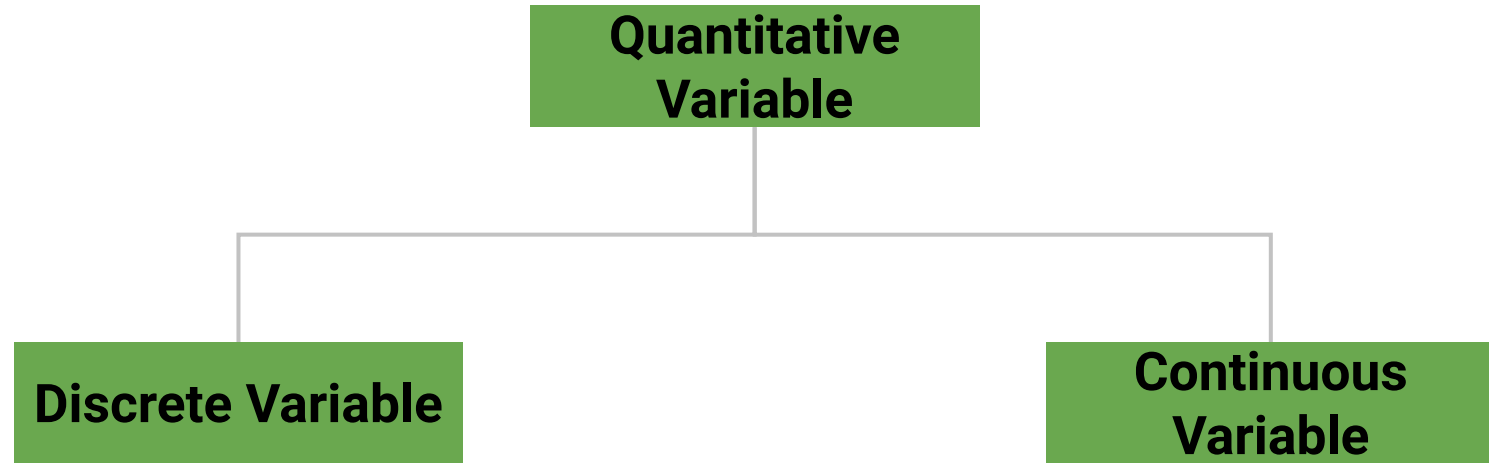 Quantitative
Variable
Discrete Variable
Continuous
Variable